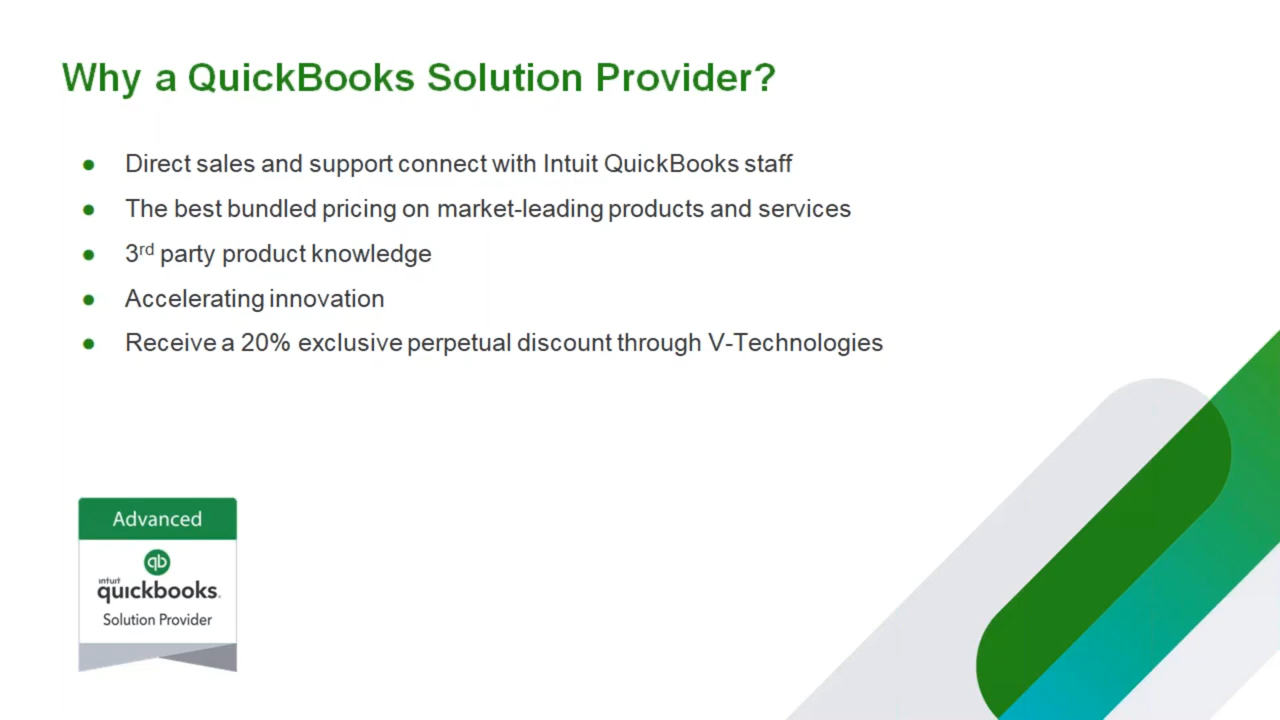 Why a QuickBooks Solution Provider?
● Direct sales and support connect with Intuit QuickBooks staff
● The best bundled pricing on market-leading products and services
● 3rd party product knowledge
● Accelerating innovation
● Receive a 20% exclusive perpetual discount through V-Technologies
Advanced
qb
intuit
quickbooks.
Solution Provider